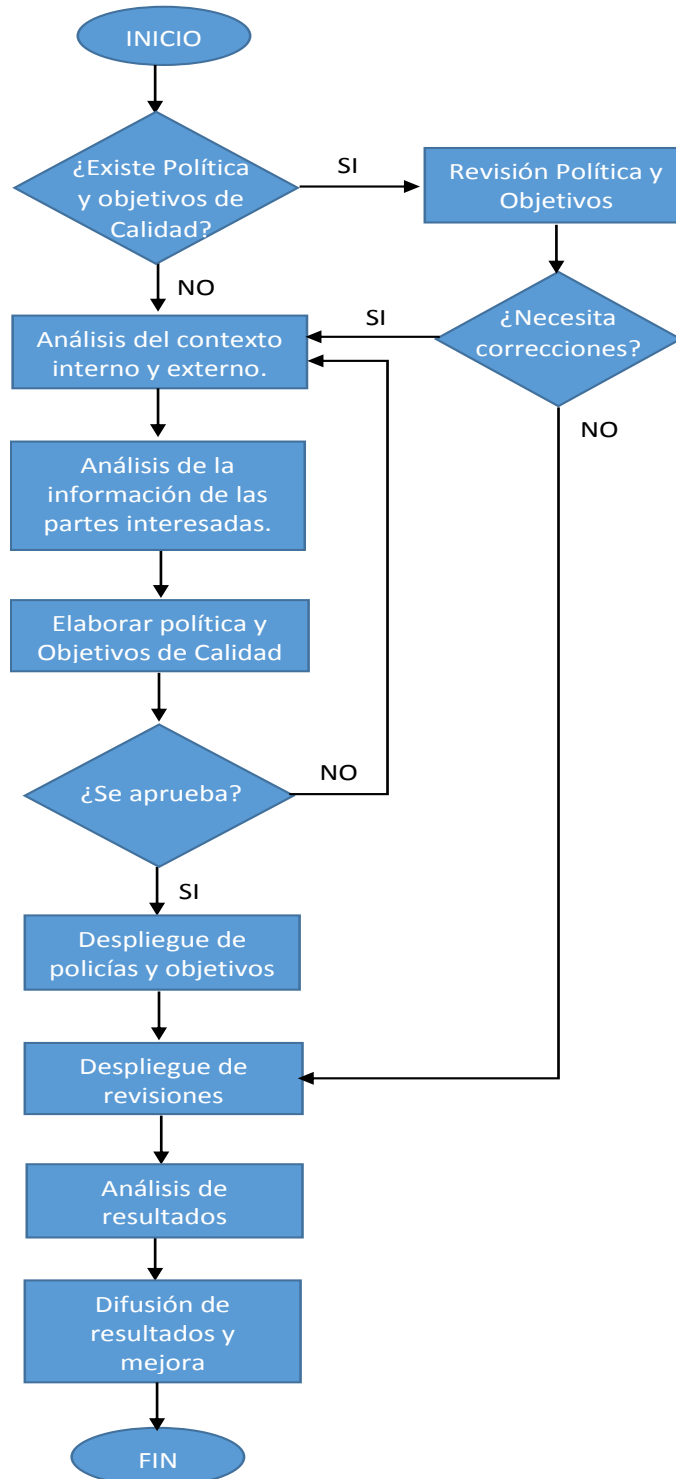 INICIO
¿Existe Política
y objetivos de
Calidad?
SI
Revisión Política y
Objetivos
NO
¿Necesita
correcciones?
SI
NO
Análisis del contexto
interno y externo.
Análisis de la
información de las
partes interesadas.
Elaborar política y
Objetivos de Calidad
¿Se aprueba?
NO
SI
Despliegue de
policías y objetivos
Despliegue de
revisiones
Análisis de
resultados
Difusión de
resultados y
mejora
FIN